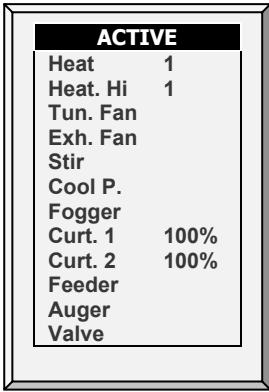 ACTIVE
Heat 1
Heat. Hi 1
Tun. Fan
Exh. Fan
Stir
Cool P.
Fogger
Curt. 1 100%
Curt. 2 100%
Feeder
Auger
Valve